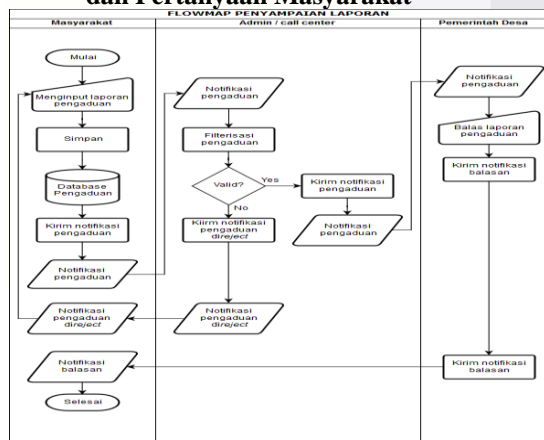 dan Pertanyaan Masyarakat
FLOWMAP PENYAMPAIAN LAPORAN
Masyarakat
Admin / call center
Pemerintah Desa
Mulai
Menginput laporan
pengaduan
Simpan
Database
Pengaduan
Kirim notifikasi
pengaduan
Notifikasi
pengaduan
Notifikasi
pengaduan
direject
Notifikasi
balasan
Selesai
Notifikasi
pengaduan
Filterisasi
pengaduan
Valid?
Yes
No
Kirim notifikasi
pengaduan
Notifikasi
pengaduan
Kiirm notifikasi
pengaduan
direject
Notifikasi
pengaduan
direject
Notifikasi
pengaduan
Balas laporan
pengaduan
Kirim notifikasi
balasan
Kirim notifikasi
balasan